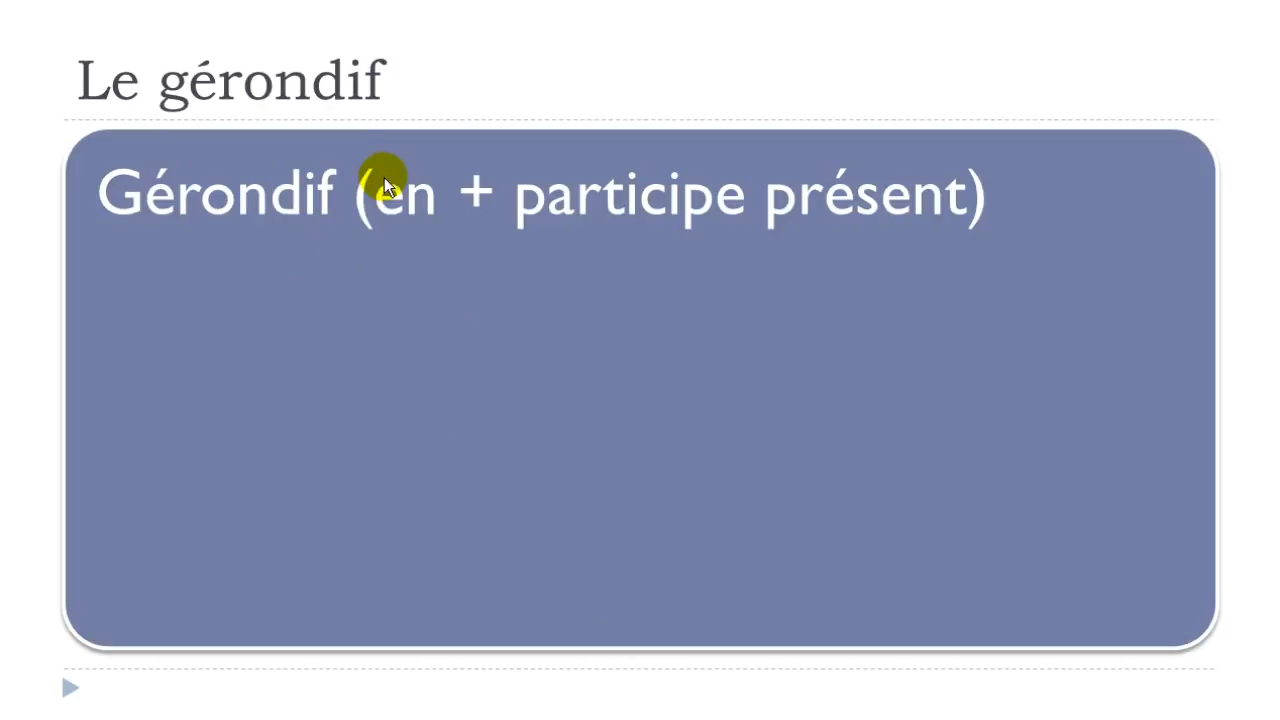 Le gérondif
Gérondif (en + participe présent)